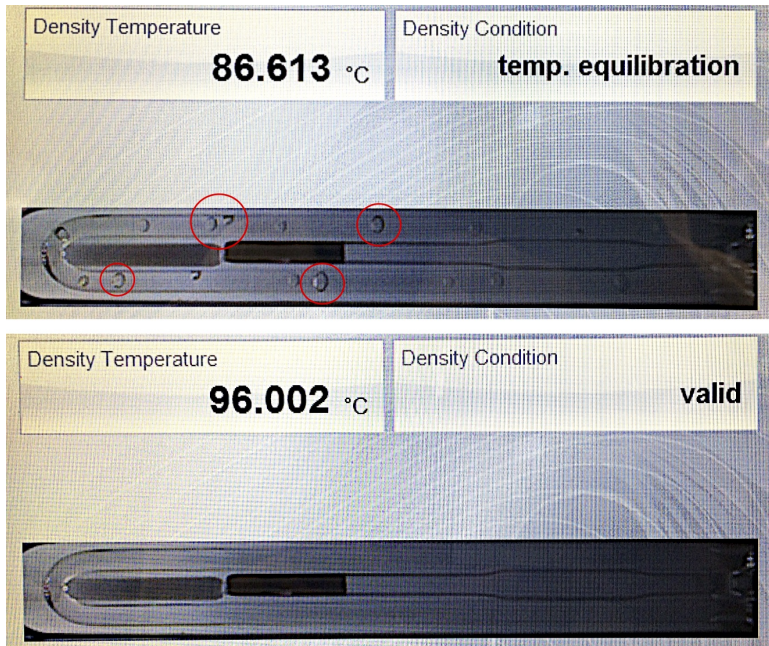 Density Temperature
Density Condition
86.613 °C
temp. equilibration
Density Temperature
Density Condition
96.002 °C
valid